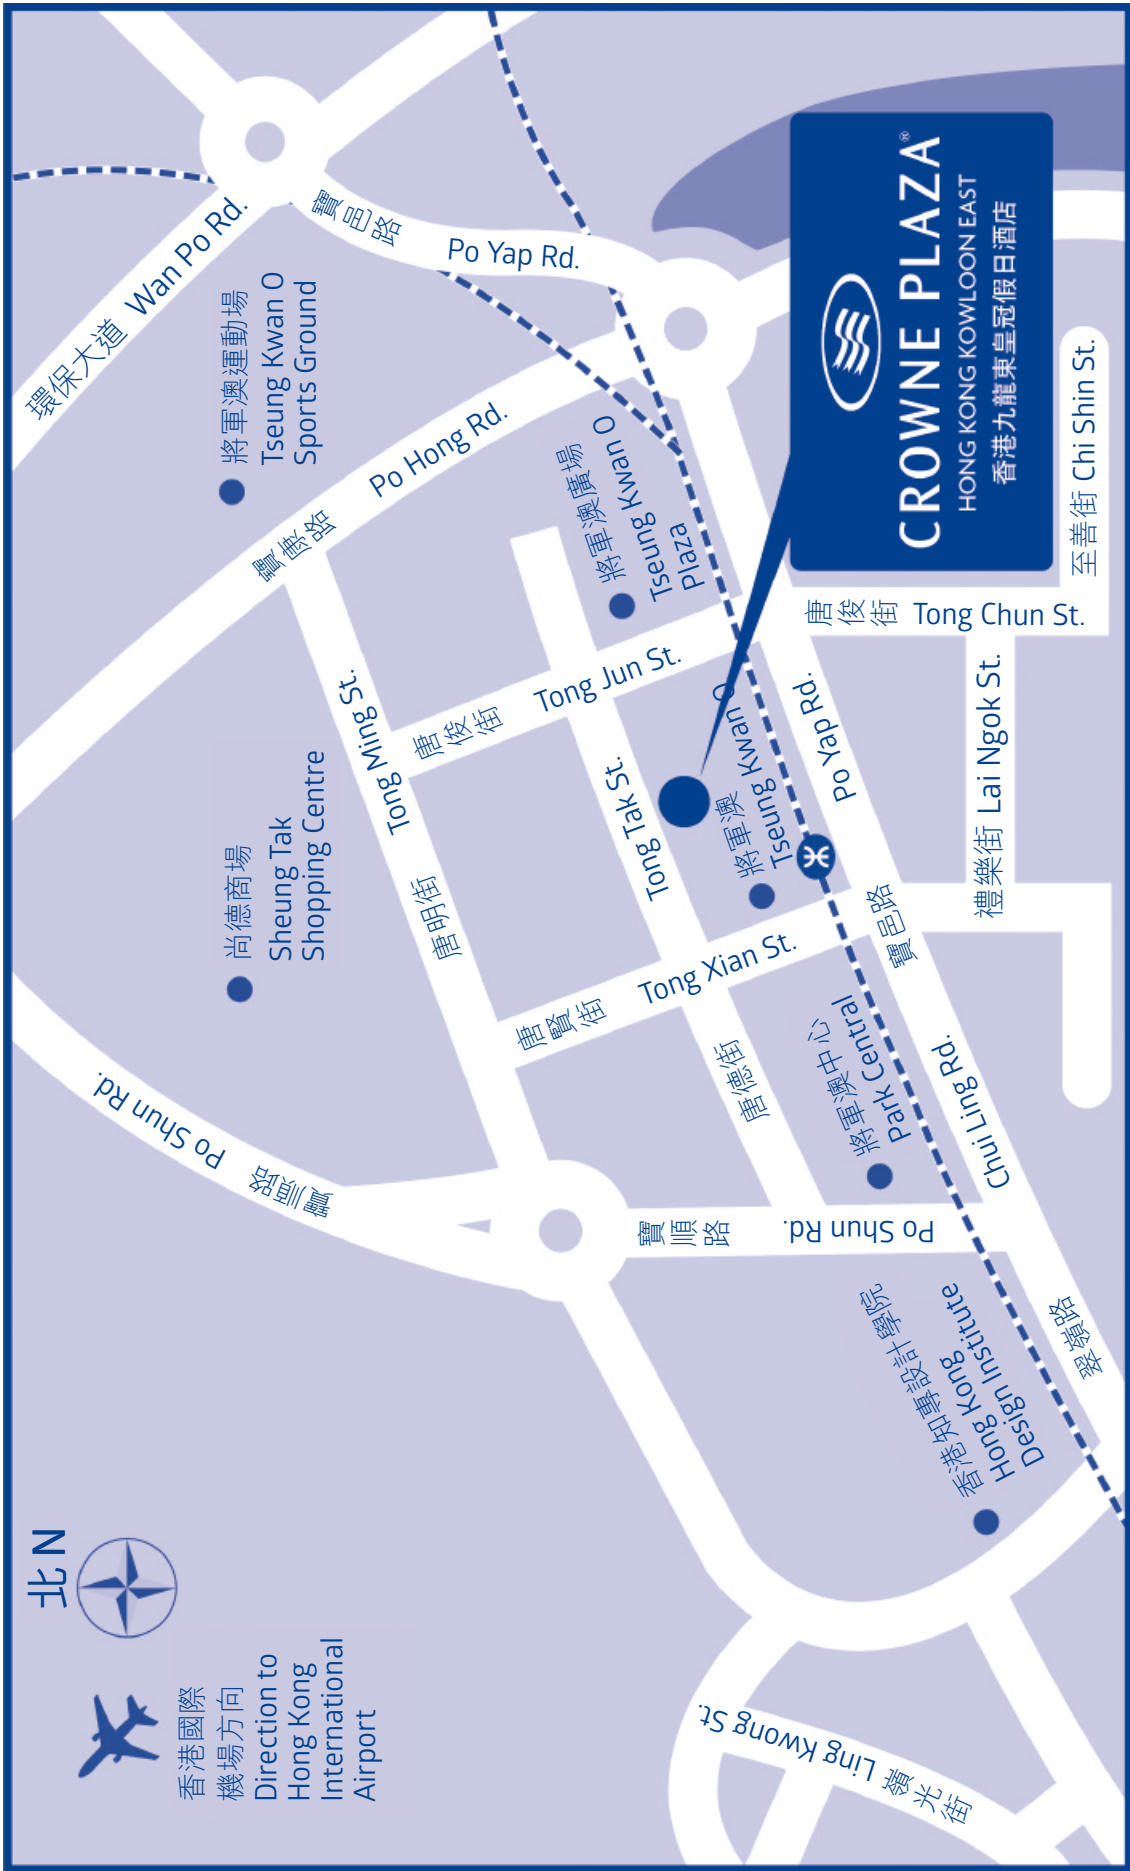 北 N
香港國際
機場方向
Direction to
Hong Kong
International
Airport
環保大道 Wan Po Rd.
將軍澳運動場
Tseung Kwan O
Sports Ground
寶邑路
Po Yap Rd.
寶康路
Po Hong Rd.
尚德商場
Sheung Tak
Shopping Centre
Po Shun Rd.
寶順路
Tong Ming St.
唐明街
唐俊街
Tong Jun St.
將軍澳廣場
Tseung Kwan O
Plaza
Tong Tak St.
唐德街
唐賢街
Tong Xian St.
將軍澳
Tseung Kwan O
Po Yap Rd.
寶邑路
將軍澳中心
Park Central
Chui Ling Rd.
翠嶺路
寶順路
Po Shun Rd.
香港知專設計學院
Hong Kong
Design Institute
Ling Kwong St.
嶺光街
唐俊街
Tong Chun St.
至善街 Chi Shin St.
禮樂街 Lai Ngok St.
CROWNE PLAZA®
HONG KONG KOWLOON EAST
香港九龍東皇冠假日酒店